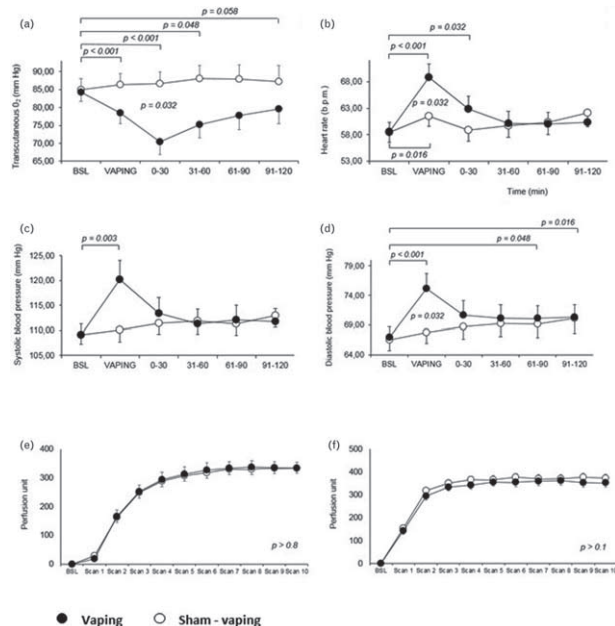 (a)
p = 0.058
p = 0.048
p < 0.001
p < 0.001
p = 0.032
Transcutaneous 0₂ (mm Hg)
90,00
85,00
80,00
75,00
70,00
65,00
BSL VAPING 0-30 31-60 61-90 91-120
(b)
p = 0.032
p < 0.001
p = 0.032
p = 0.016
Heart rate (b p.m.)
68,00
63,00
58,00
53,00
BSL VAPING 0-30 31-60 61-90 91-120
Time (min)
(c)
p = 0.003
Systolic blood pressure (mm Hg)
125,00
120,00
115,00
110,00
105,00
BSL VAPING 0-30 31-60 61-90 91-120
(d)
p = 0.016
p = 0.048
p < 0.001
p = 0.032
Diastolic blood pressure (mm Hg)
79,00
74,00
69,00
64,00
BSL VAPING 0-30 31-60 61-90 91-120
(e)
Perfusion unit
400
300
200
100
0
p > 0.8
BSL Scan 1 Scan 2 Scan 3 Scan 4 Scan 5 Scan 6 Scan 7 Scan 8 Scan 9 Scan 10
(f)
Perfusion unit
500
400
300
200
100
0
p > 0.1
BSL Scan 1 Scan 2 Scan 3 Scan 4 Scan 5 Scan 6 Scan 7 Scan 8 Scan 9 Scan 10
Vaping Sham - vaping